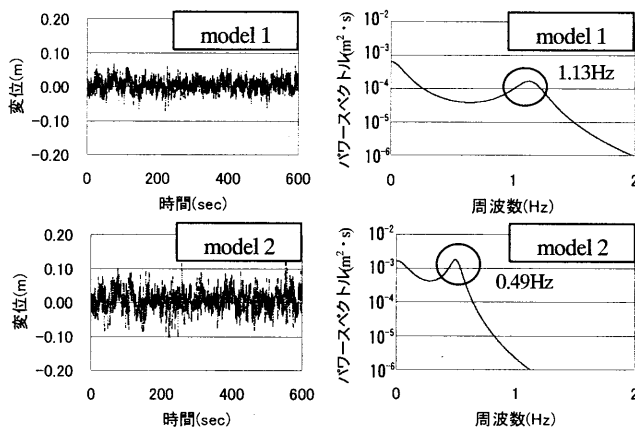 model 1
変位(m)
0.20
0.10
0.00
-0.10
-0.20
0
200
400
600
時間(sec)
model 1
パワースペクトル(m²・s)
10⁻²
10⁻³
10⁻⁴
10⁻⁵
10⁻⁶
1.13Hz
0
1
2
周波数(Hz)
model 2
変位(m)
0.20
0.10
0.00
-0.10
-0.20
0
200
400
600
時間(sec)
model 2
パワースペクトル(m²・s)
10⁻²
10⁻³
10⁻⁴
10⁻⁵
10⁻⁶
0.49Hz
0
1
2
周波数(Hz)